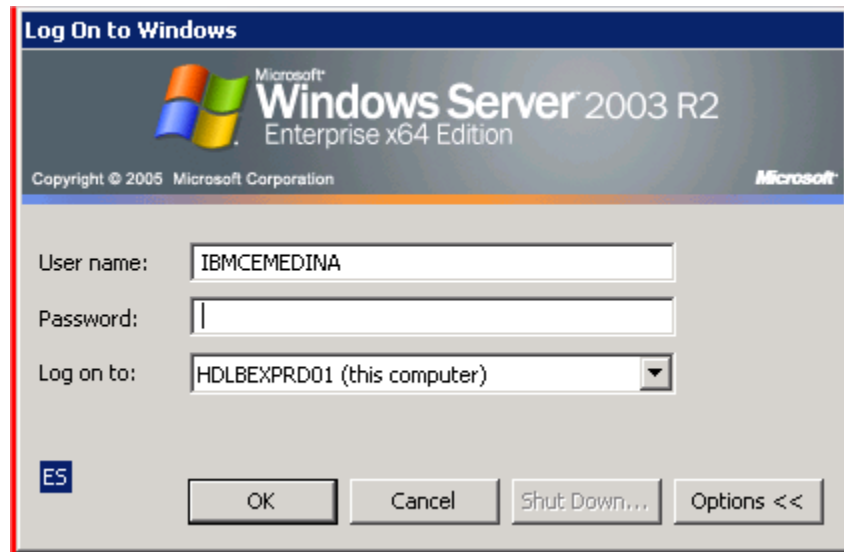 Log On to Windows
Microsoft
Windows Server 2003 R2
Enterprise x64 Edition
Copyright © 2005 Microsoft Corporation Microsoft
User name: IBMCEMEDINA
Password:
Log on to: HDLBEXPRD01 (this computer)
ES
OK Cancel Shut Down... Options <<